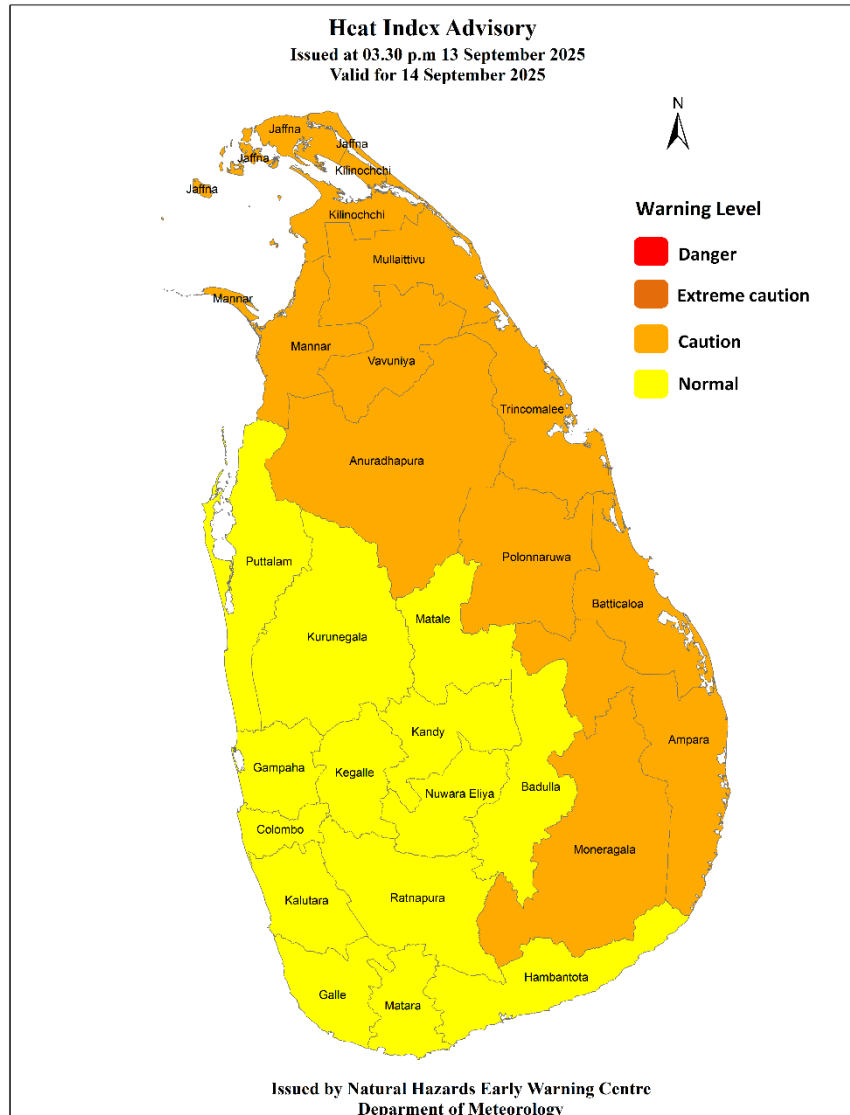 Heat Index Advisory
Issued at 03.30 p.m 13 September 2025
Valid for 14 September 2025
N
Jaffna
Jaffna
Jaffna
Kilinochchi
Jaffna
Kilinochchi
Mullaittivu
Mannar
Mannar
Vavuniya
Trincomalee
Anuradhapura
Polonnaruwa
Puttalam
Batticaloa
Matale
Kurunegala
Kandy
Ampara
Gampaha
Kegalle
Badulla
Nuwara Eliya
Colombo
Moneragala
Kalutara
Ratnapura
Hambantota
Galle
Matara
Warning Level
Danger
Extreme caution
Caution
Normal
Issued by Natural Hazards Early Warning Centre
Deparment of Meteorology